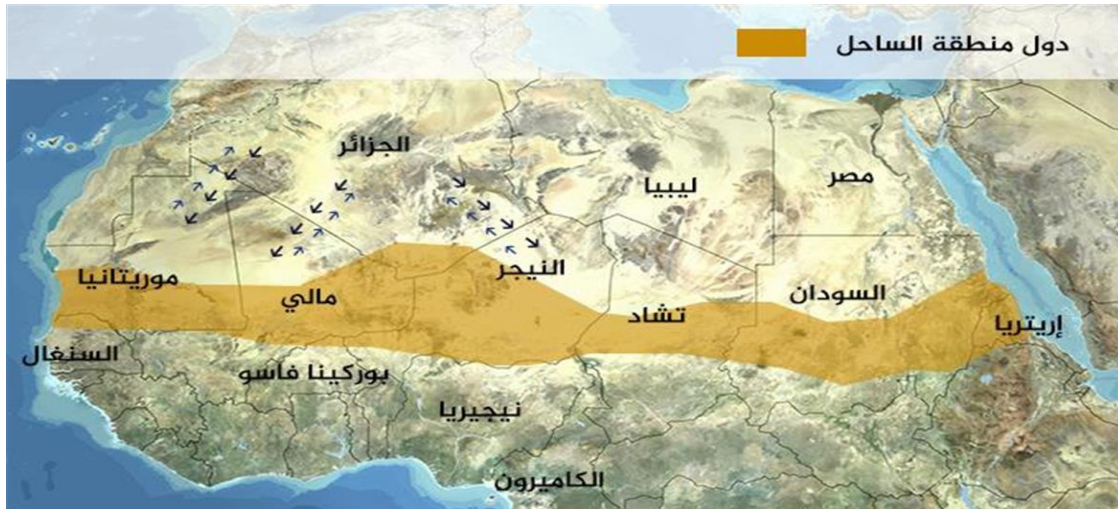 دول منطقة الساحل
الجزائر
ليبيا
مصر
النيجر
موريتانيا
مالي
تشاد
السودان
إريتريا
السنغال
بوركينا فاسو
نيجيريا
الكاميرون